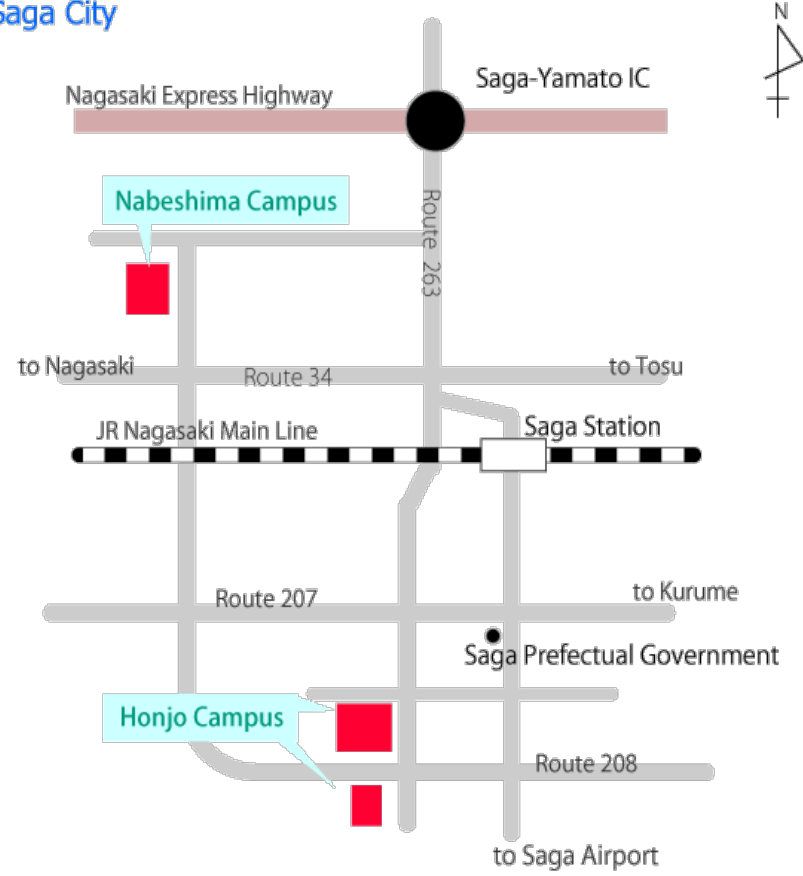 Saga City
N
Saga-Yamato IC
Nagasaki Express Highway
Nabeshima Campus
Route 263
to Nagasaki
Route 34
to Tosu
JR Nagasaki Main Line
Saga Station
Route 207
to Kurume
Saga Prefectual Government
Honjo Campus
Route 208
to Saga Airport